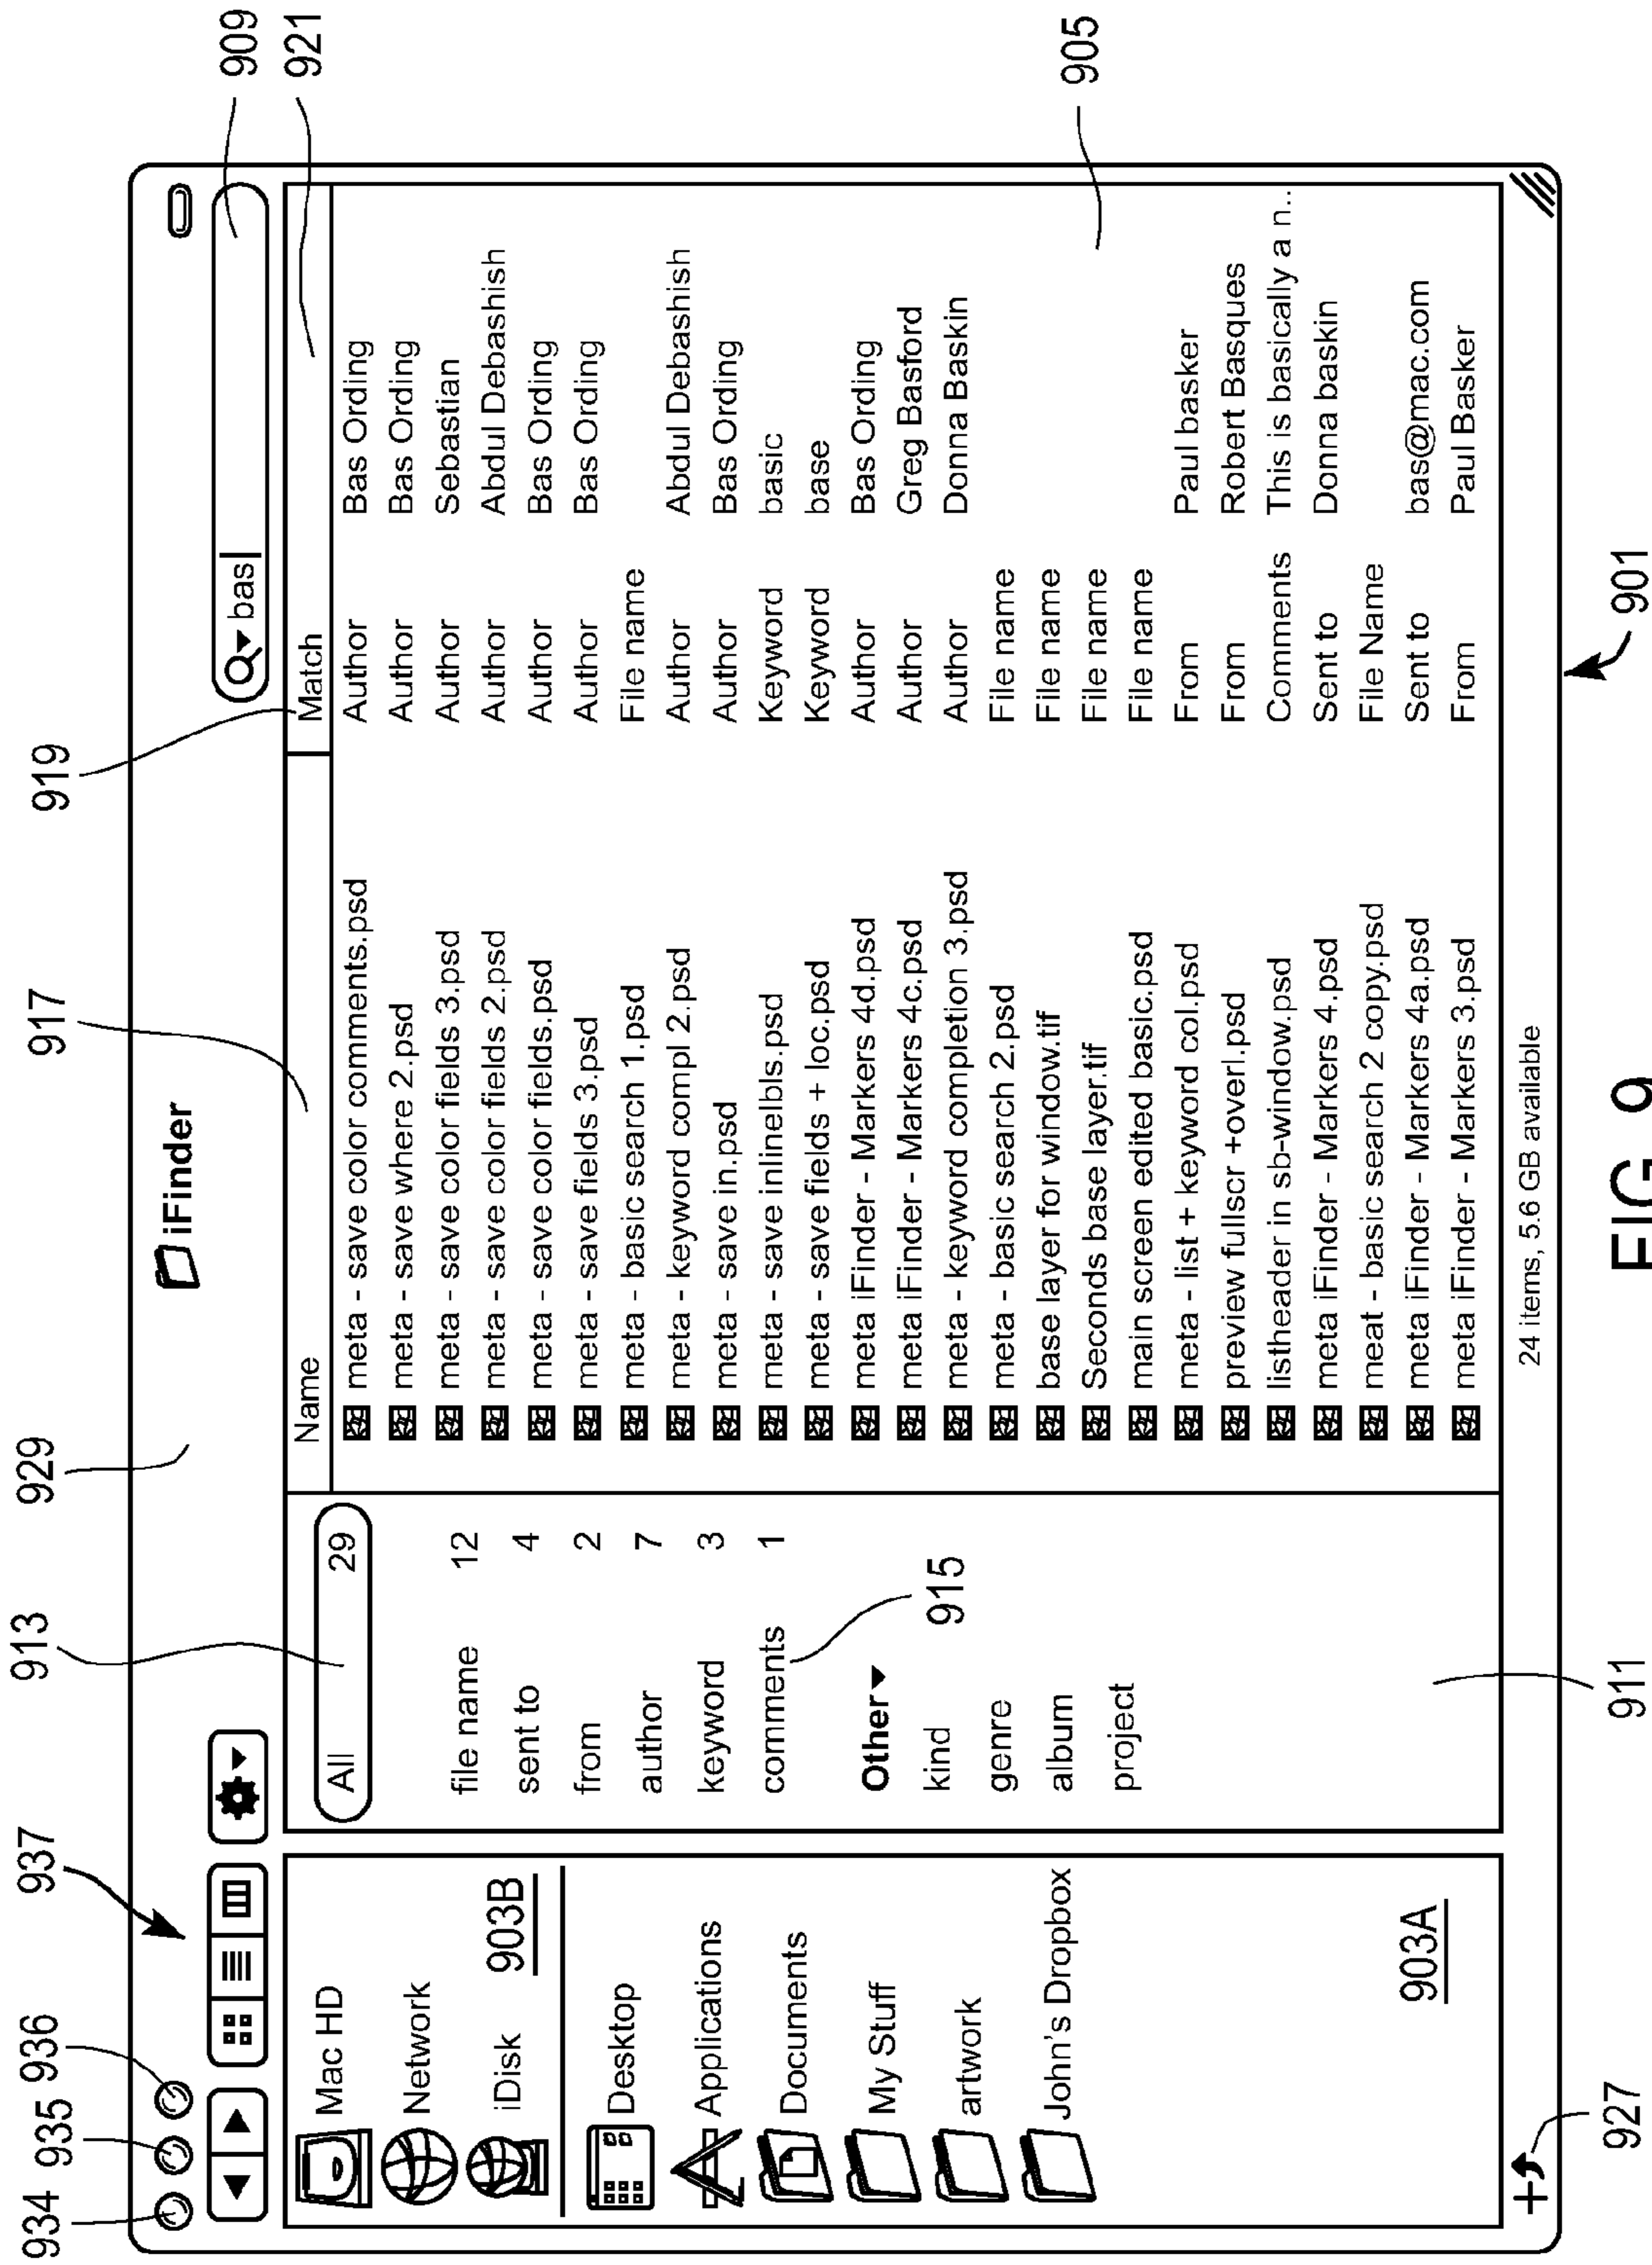 917
919
929
913
937
936
935
934
909
921
iFinder
bas
Mac HD
Network
iDisk
903B
Desktop
Applications
Documents
My Stuff
artwork
John's Dropbox
903A
All 29
file name 12
sent to 4
from 2
author 7
keyword 3
comments 1
915
Other
kind
genre
album
project
Name Match
meta - save color comments.psd Author Bas Ording
meta - save where 2.psd Author Bas Ording
meta - save color fields 3.psd Author Sebastian
meta - save color fields 2.psd Author Abdul Debashish
meta - save color fields.psd Author Bas Ording
meta - save fields 3.psd Author Bas Ording
meta - basic search 1.psd File name
meta - keyword compl 2.psd Author Abdul Debashish
meta - save in.psd Author Bas Ording
meta - save inlinelbls.psd Keyword basic
meta - save fields + loc.psd Keyword base
meta iFinder - Markers 4d.psd Author Bas Ording
meta iFinder - Markers 4c.psd Author Greg Basford
meta - keyword completion 3.psd Author Donna Baskin
meta - basic search 2.psd File name
base layer for window.tif File name
Seconds base layer.tif File name
main screen edited basic.psd File name
meta - list + keyword col.psd From Paul basker
preview fullscr +overl.psd From Robert Basques
listheader in sb-window.psd Comments This is basically a n..
meta iFinder - Markers 4.psd Sent to Donna baskin
meat - basic search 2 copy.psd File Name
meta iFinder - Markers 4a.psd Sent to bas@mac.com
meta iFinder - Markers 3.psd From Paul Basker
905
24 items, 5.6 GB available
927
911
901
FIG. 9